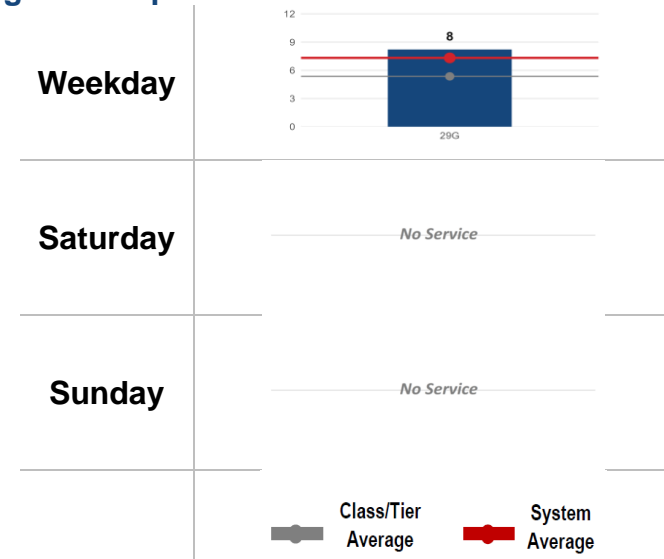 12
8
9
6
3
0
29G
Weekday
Saturday
No Service
Sunday
No Service
Class/Tier
Average
System
Average